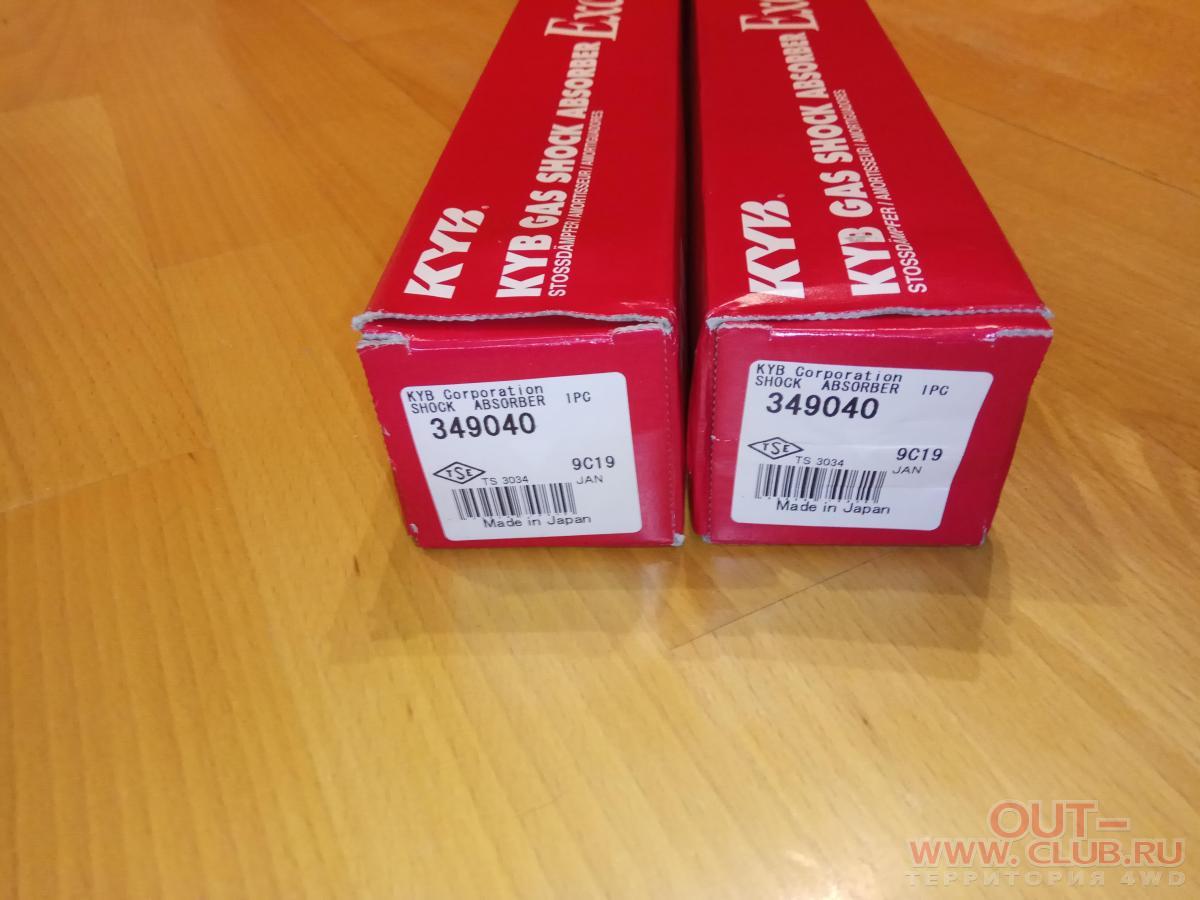 KYB®
KYB GAS SHOCK ABSORBER
STOSSDÄMPFER/AMORTISSEUR/AMORTIGUADORES
KYB Corporation
SHOCK ABSORBER 1PC
349040
TSE
TS 3034
9C19
JAN
Made in Japan
KYB®
KYB GAS SHOCK ABSORBER
STOSSDÄMPFER/AMORTISSEUR/AMORTIGUADORES
KYB Corporation
SHOCK ABSORBER 1PC
349040
TSE
TS 3034
9C19
JAN
Made in Japan
OUT-
WWW.CLUB.RU
ТЕРРИТОРИЯ 4WD